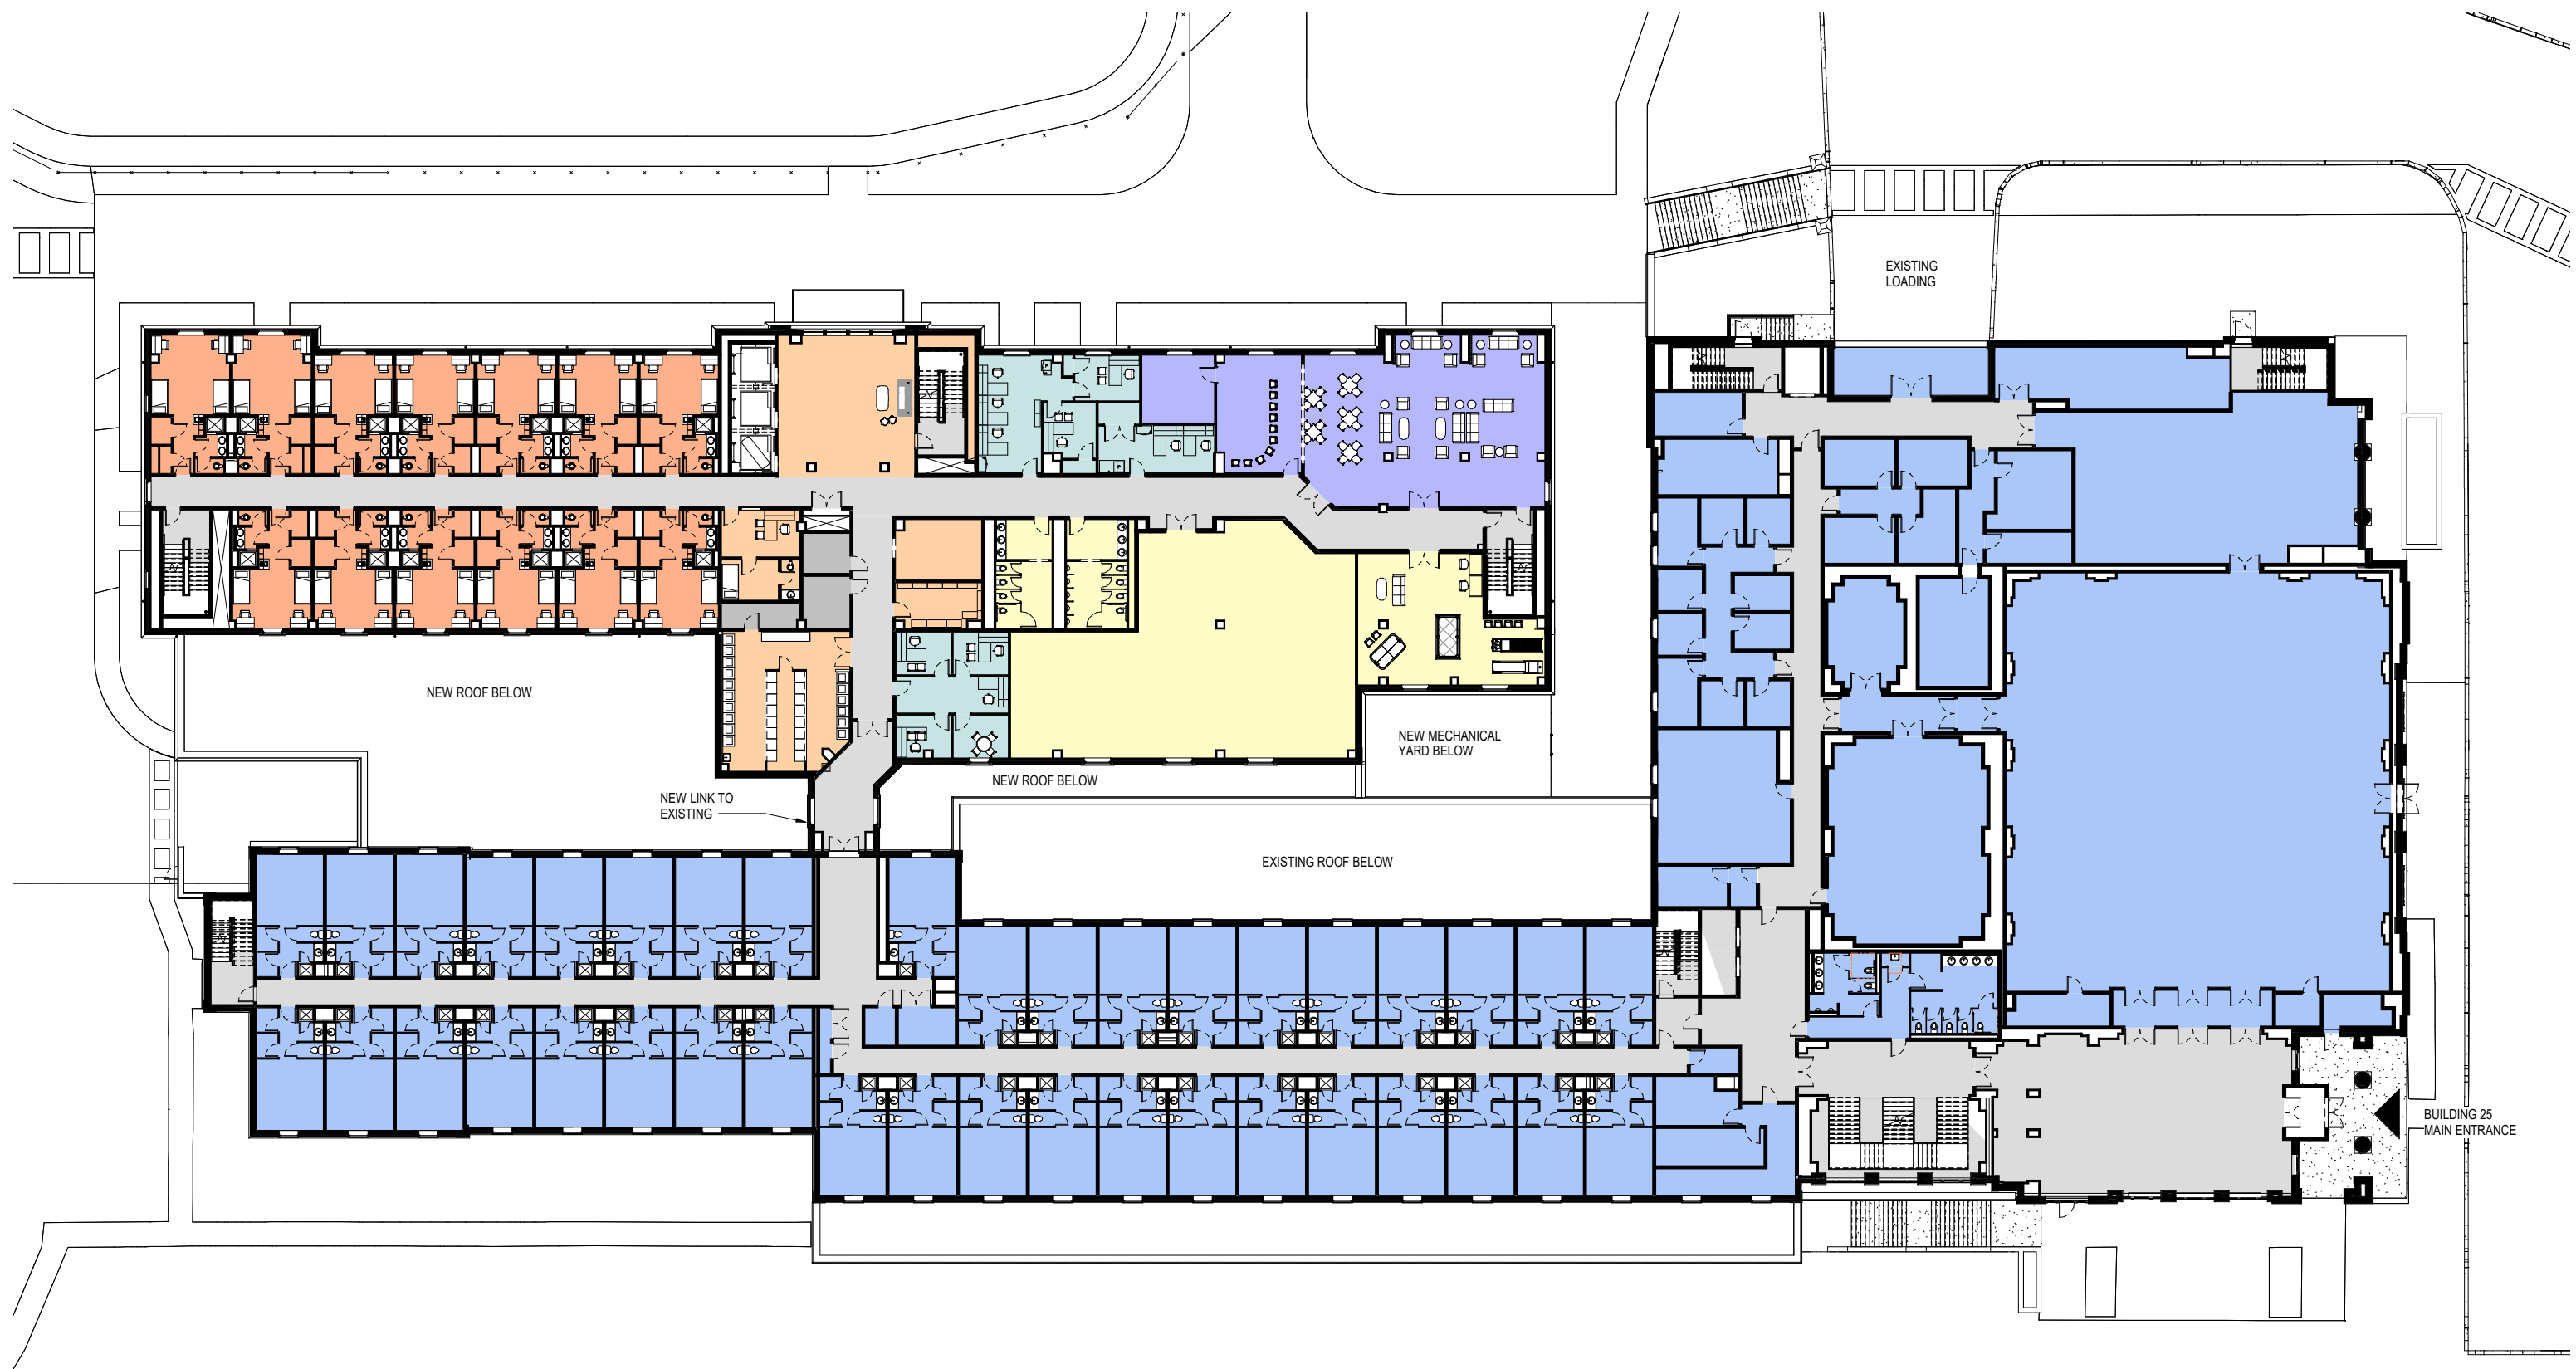 EXISTING
LOADING
NEW ROOF BELOW
NEW MECHANICAL
YARD BELOW
NEW ROOF BELOW
NEW LINK TO
EXISTING
EXISTING ROOF BELOW
BUILDING 25
MAIN ENTRANCE